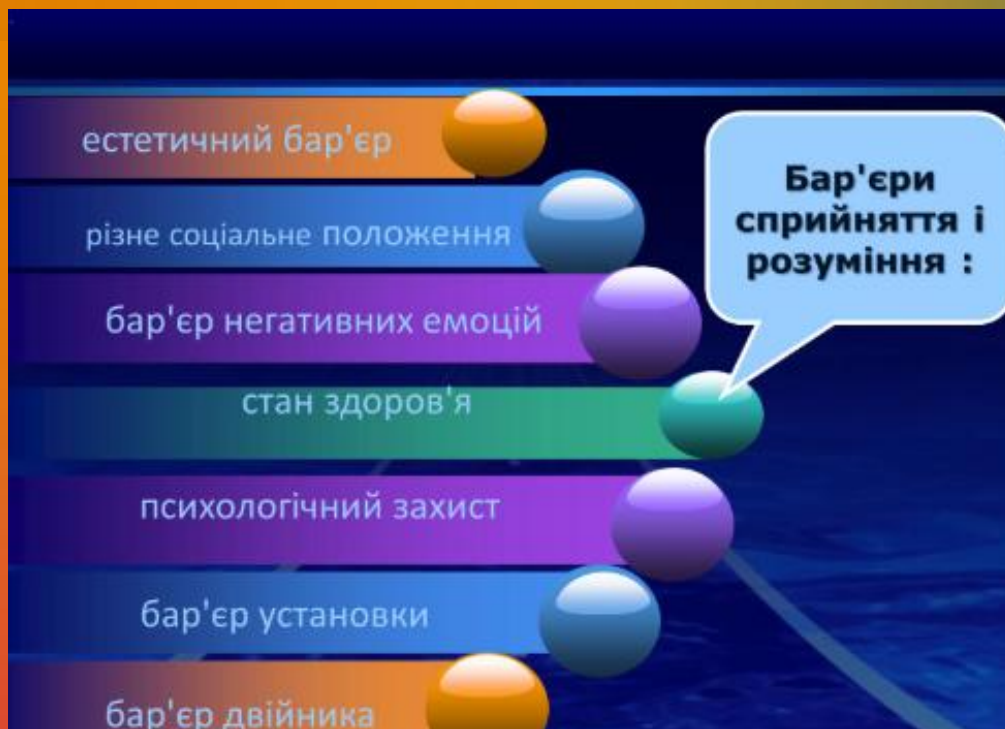 естетичний бар'єр
різне соціальне положення
бар'єр негативних емоцій
стан здоров'я
психологічний захист
бар'єр установки
бар'єр двійника
Бар'єри
сприйняття і
розуміння :